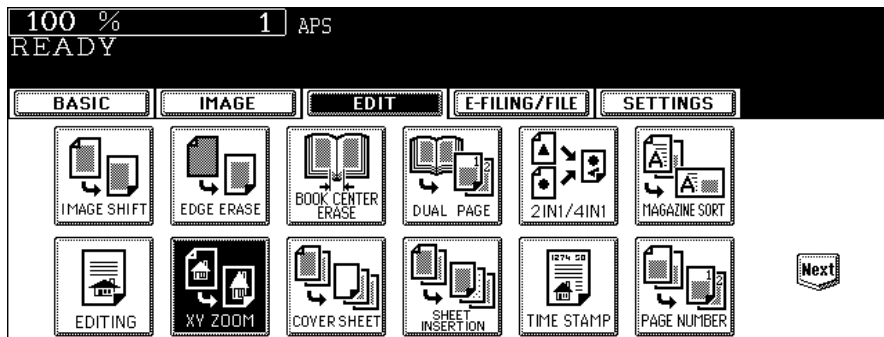 100 % 1 APS
READY
BASIC IMAGE EDIT E-FILING/FILE SETTINGS
IMAGE SHIFT
EDGE ERASE
BOOK CENTER
ERASE
DUAL PAGE
2IN1/4IN1
MAGAZINE SORT
EDITING
XY ZOOM
COVER SHEET
SHEET
INSERTION
TIME STAMP
PAGE NUMBER
Next